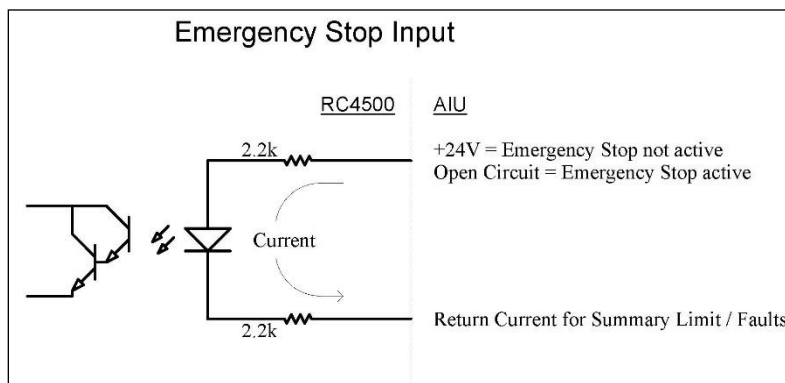 Emergency Stop Input
RC4500 AIU
2.2k
+24V = Emergency Stop not active
Open Circuit = Emergency Stop active
Current
2.2k
Return Current for Summary Limit / Faults